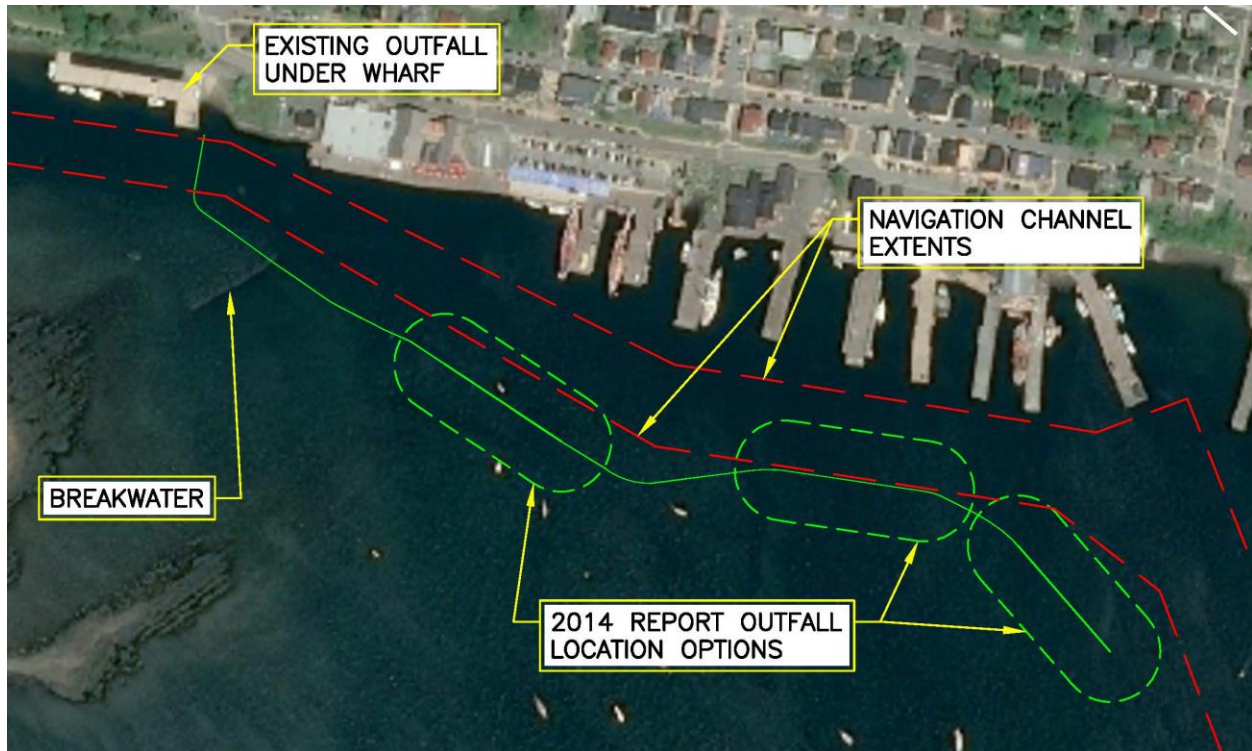 EXISTING OUTFALL
UNDER WHARF
NAVIGATION CHANNEL
EXTENTS
BREAKWATER
2014 REPORT OUTFALL
LOCATION OPTIONS